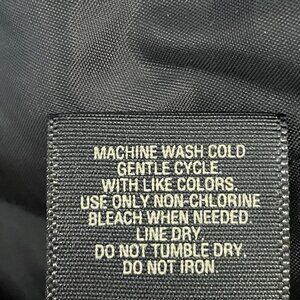 MACHINE WASH COLD
GENTLE CYCLE
WITH LIKE COLORS.
USE ONLY NON-CHLORINE
BLEACH WHEN NEEDED.
LINE DRY.
DO NOT TUMBLE DRY.
DO NOT IRON.